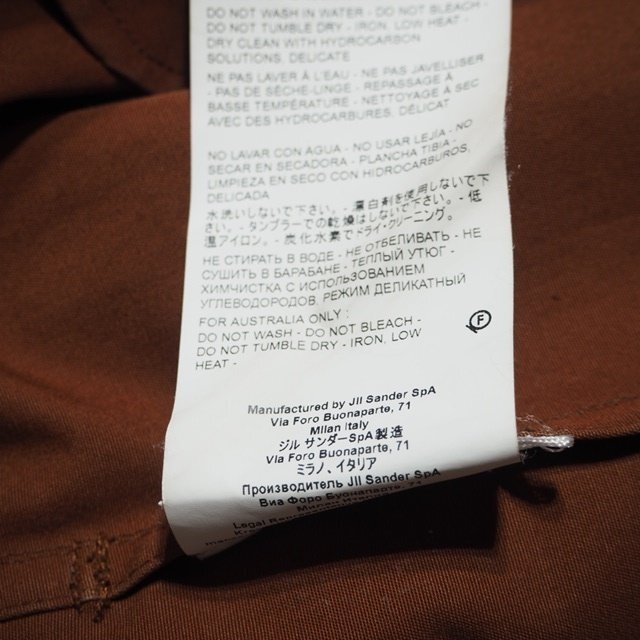 DO NOT WASH IN WATER - DO NOT BLEACH -
DO NOT TUMBLE DRY - IRON, LOW HEAT -
DRY CLEAN WITH HYDROCARBON
SOLUTIONS, DELICATE
NE PAS LAVER À L'EAU - NE PAS JAVELLISER
- PAS DE SÈCHE-LINGE - REPASSAGE À
BASSE TEMPÉRATURE - NETTOYAGE A SEC
AVEC DES HYDROCARBURES, DÉLICAT
NO LAVAR CON AGUA - NO USAR LEJÍA - NO
SECAR EN SECADORA - PLANCHA TIBIA -
LIMPIEZA EN SECO CON HIDROCARBUROS,
DELICADA
水洗いしないで下さい。- 漂白剤を使用しないで下
さい。- タンブラーでの乾燥はしないで下さい。- 低
温アイロン。- 炭化水素でドライ・クリーニング。
НЕ СТИРАТЬ В ВОДЕ - НЕ ОТБЕЛИВАТЬ - НЕ
СУШИТЬ В БАРАБАНЕ - ТЕПЛЫЙ УТЮГ -
ХИМЧИСТКА С ИСПОЛЬЗОВАНИЕМ
УГЛЕВОДОРОДОВ, РЕЖИМ ДЕЛИКАТНЫЙ
FOR AUSTRALIA ONLY :
DO NOT WASH - DO NOT BLEACH -
DO NOT TUMBLE DRY - IRON, LOW
HEAT -
F
Manufactured by Jil Sander SpA
Via Foro Buonaparte, 71
Milan Italy
ジル サンダーSpA製造
Via Foro Buonaparte, 71
ミラノ、イタリア
Производитель Jil Sander SpA
Виа Форо Буонапарте, 71
Милан
Legal